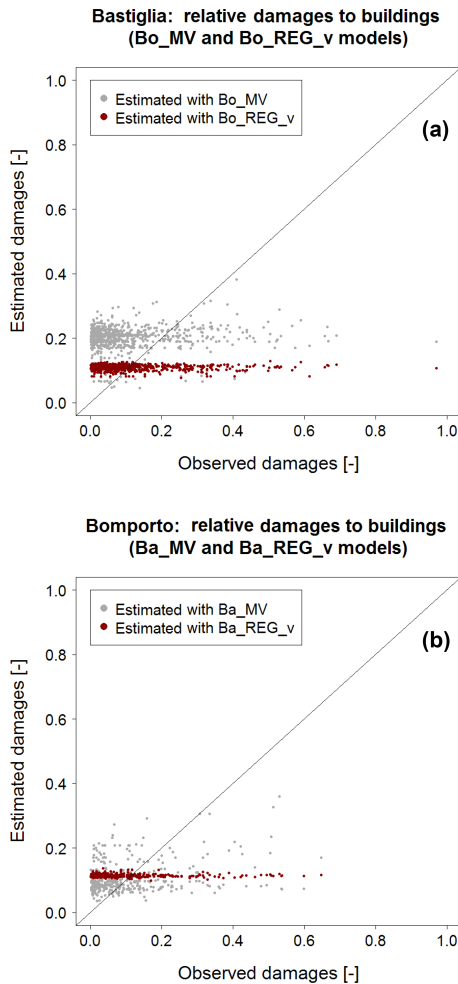 Bastiglia: relative damages to buildings
(Bo_MV and Bo_REG_v models)
1.0
0.8
0.6
0.4
0.2
0.0
Estimated damages [-]
Estimated with Bo_MV
Estimated with Bo_REG_v
(a)
0.0 0.2 0.4 0.6 0.8 1.0
Observed damages [-]
Bomporto: relative damages to buildings
(Ba_MV and Ba_REG_v models)
1.0
0.8
0.6
0.4
0.2
0.0
Estimated damages [-]
Estimated with Ba_MV
Estimated with Ba_REG_v
(b)
0.0 0.2 0.4 0.6 0.8 1.0
Observed damages [-]